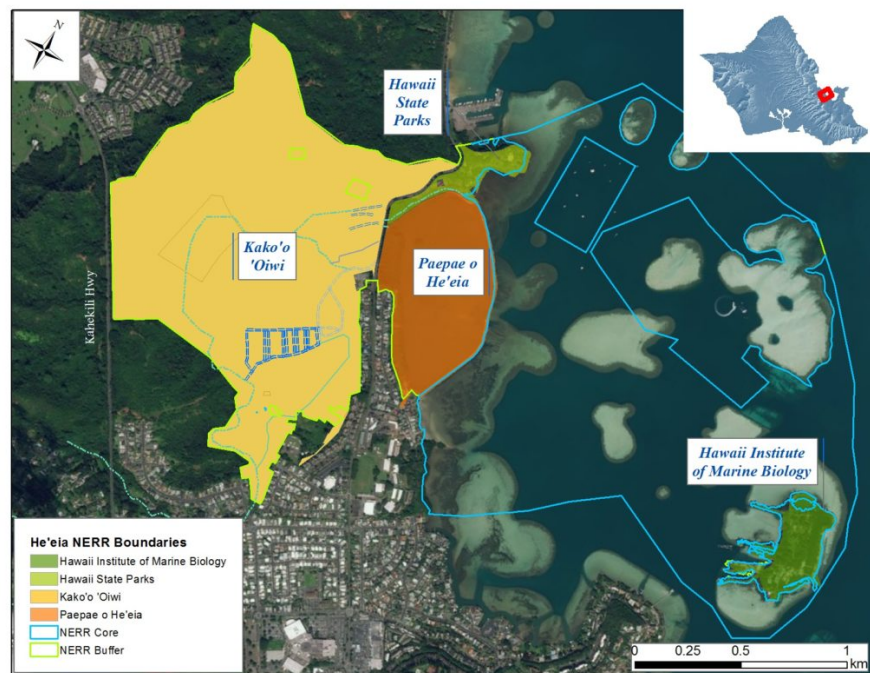 N
Hawaii
State
Parks
Kako'o
'Oiwi
Paepae o
He'eia
Kahekili Hwy
Hawaii Institute
of Marine Biology
He'eia NERR Boundaries
Hawaii Institute of Marine Biology
Hawaii State Parks
Kako'o 'Oiwi
Paepae o He'eia
NERR Core
NERR Buffer
0 0.25 0.5 1
km